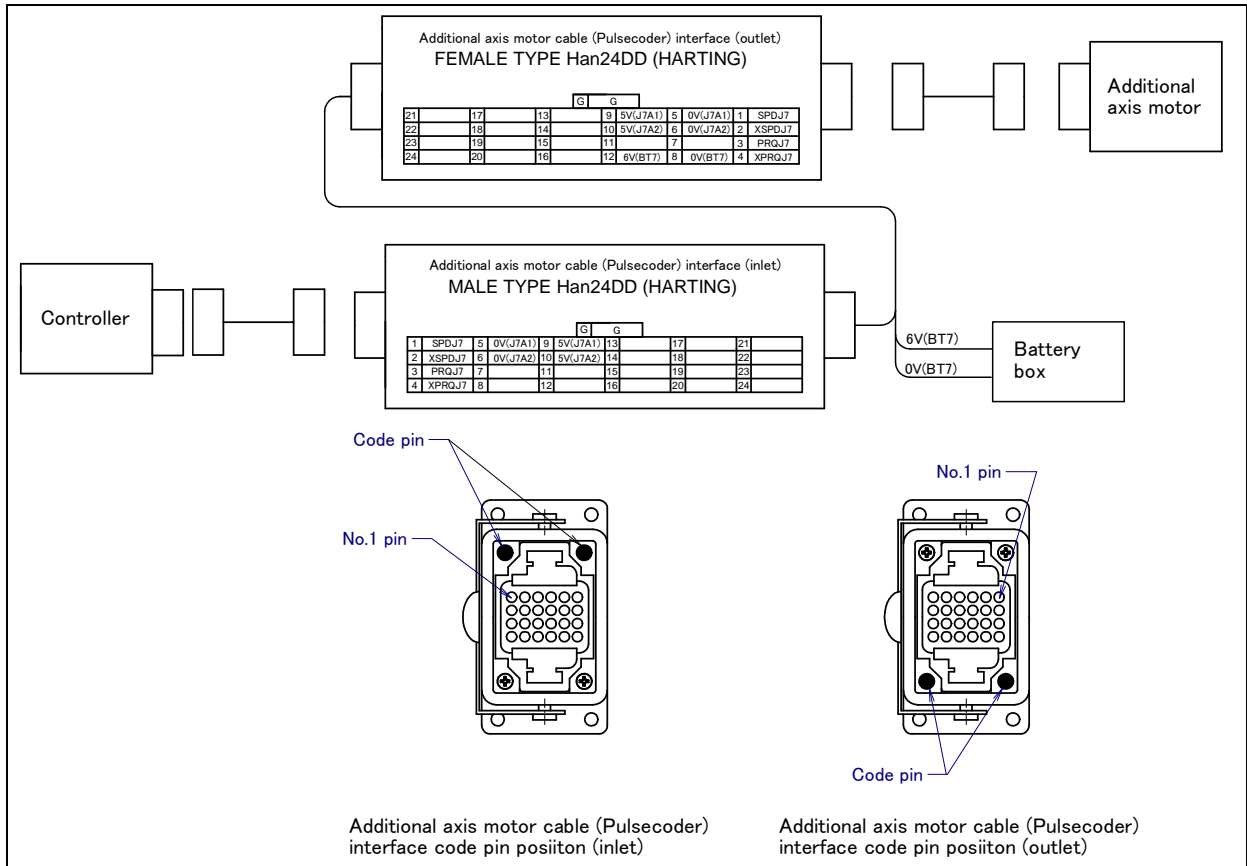 Additional axis motor cable (Pulsecoder) interface (outlet)
FEMALE TYPE Han24DD (HARTING)
G G
21 17 13 9 5V(J7A1) 5 0V(J7A1) 1 SPDJ7
22 18 14 10 5V(J7A2) 6 0V(J7A2) 2 XSPDJ7
23 19 15 11 7 3 PRQJ7
24 20 16 12 6V(BT7) 8 0V(BT7) 4 XPRQJ7
Additional
axis motor
Controller
Additional axis motor cable (Pulsecoder) interface (inlet)
MALE TYPE Han24DD (HARTING)
G G
1 SPDJ7 5 0V(J7A1) 9 5V(J7A1) 13 17 21
2 XSPDJ7 6 0V(J7A2) 10 5V(J7A2) 14 18 22
3 PRQJ7 7 11 15 19 23
4 XPRQJ7 8 12 16 20 24
6V(BT7)
0V(BT7)
Battery
box
Code pin
No.1 pin
No.1 pin
Code pin
Additional axis motor cable (Pulsecoder)
interface code pin posiiton (inlet)
Additional axis motor cable (Pulsecoder)
interface code pin posiiton (outlet)